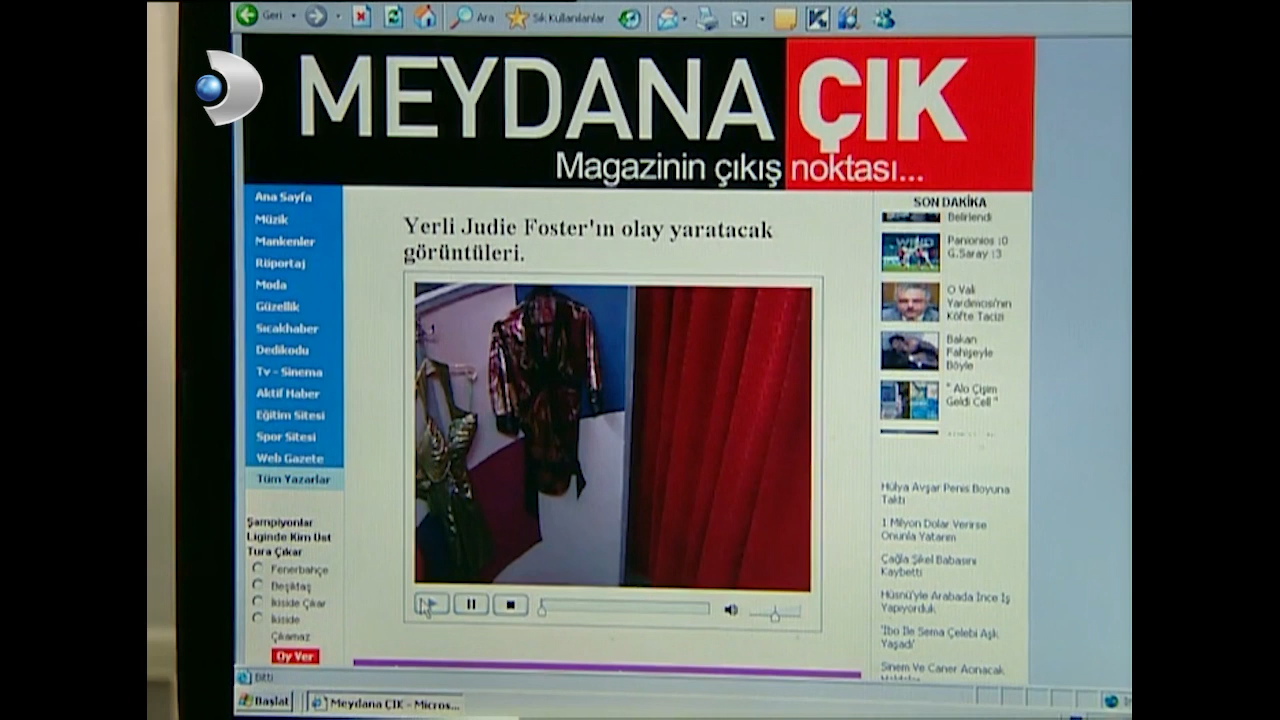 Geri
Ara
Sık Kullanılanlar
MEYDANA ÇIK
Magazinin çıkış noktası...
Ana Sayfa
Müzik
Mankenler
Röportaj
Moda
Güzellik
Sıcakhaber
Dedikodu
Tv - Sinema
Aktif Haber
Eğitim Sitesi
Spor Sitesi
Web Gazete
Tüm Yazarlar
Şampiyonlar
Liginde Kim Üst
Tura Çıkar
Fenerbahçe
Beşiktaş
İkiside Çıkar
İkiside
Çıkamaz
Oy Ver
Yerli Judie Foster'ın olay yaratacak
görüntüleri.
SON DAKİKA
Belirlendi
Panionios :0
G.Saray :3
O Vali
Yardımcısı'nın
Köfte Tacizi
Bakan
Fahişeyle
Böyle
" Alo Çişim
Geldi Cell "
Hülya Avşar Penis Boyuna
Taktı
1 Milyon Dolar Verirse
Onunla Yatarım
Çağla Şikel Babasını
Kaybetti
Hüsnü'yle Arabada İnce İş
Yapıyorduk
'İbo İle Sema Çelebi Aşk
Yaşadı'
Sinem Ve Caner Acınacak
Bitti
Başlat
Meydana ÇIK - Micros...